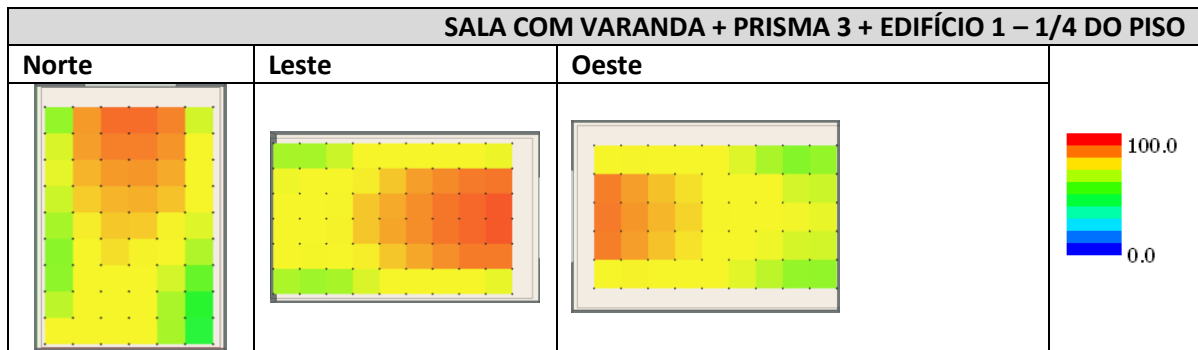 SALA COM VARANDA + PRISMA 3 + EDIFÍCIO 1 – 1/4 DO PISO
Norte Leste Oeste
100.0
0.0